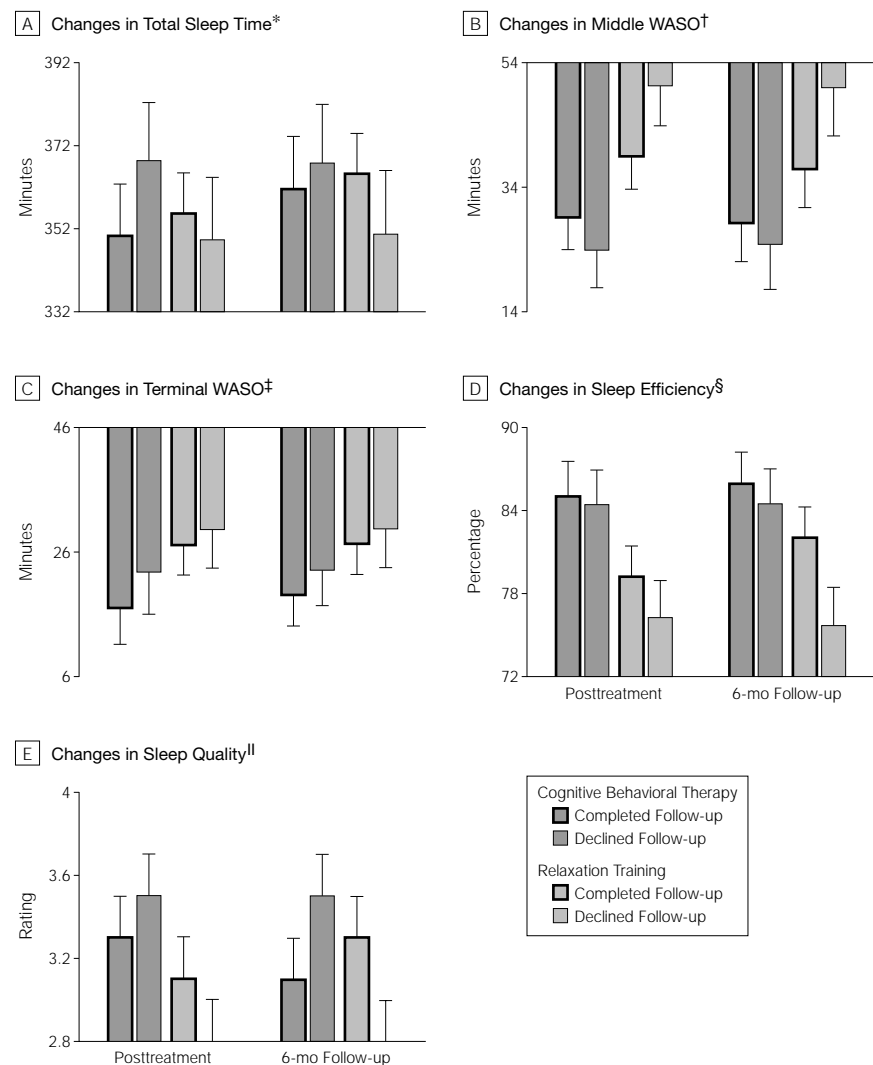 A Changes in Total Sleep Time*
392
372
352
332
Minutes
B Changes in Middle WASO†
54
34
14
Minutes
C Changes in Terminal WASO‡
46
26
6
Minutes
D Changes in Sleep Efficiency§
90
84
78
72
Percentage
Posttreatment 6-mo Follow-up
E Changes in Sleep Quality||
4
3.6
3.2
2.8
Rating
Posttreatment 6-mo Follow-up
Cognitive Behavioral Therapy
Completed Follow-up
Declined Follow-up
Relaxation Training
Completed Follow-up
Declined Follow-up